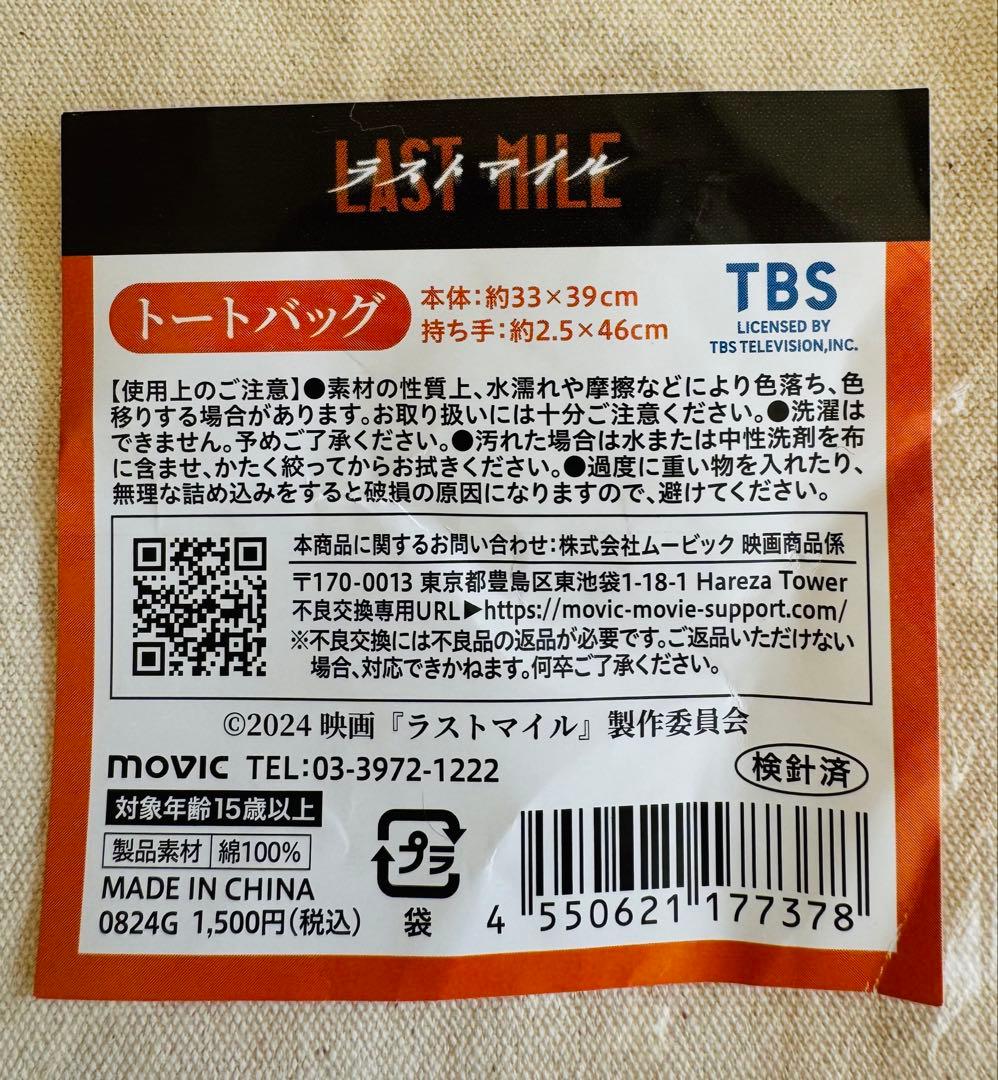 LAST MILE
ラストマイル
トートバッグ
本体：約33×39cm
持ち手：約2.5×46cm
TBS
LICENSED BY
TBS TELEVISION,INC.
【使用上のご注意】●素材の性質上、水濡れや摩擦などにより色落ち、色
移りする場合があります。お取り扱いには十分ご注意ください。●洗濯は
できません。予めご了承ください。●汚れた場合は水または中性洗剤を布
に含ませ、かたく絞ってからお拭きください。●過度に重い物を入れたり、
無理な詰め込みをすると破損の原因になりますので、避けてください。
本商品に関するお問い合わせ：株式会社ムービック 映画商品係
〒170-0013 東京都豊島区東池袋1-18-1 Hareza Tower
不良交換専用URL▶https://movic-movie-support.com/
※不良交換には不良品の返品が必要です。ご返品いただけない
場合、対応できかねます。何卒ご了承ください。
©2024 映画『ラストマイル』製作委員会
movic TEL：03-3972-1222
検針済
対象年齢15歳以上
製品素材 綿100%
MADE IN CHINA
0824G 1,500円（税込）
プラ
袋
4 550621 177378